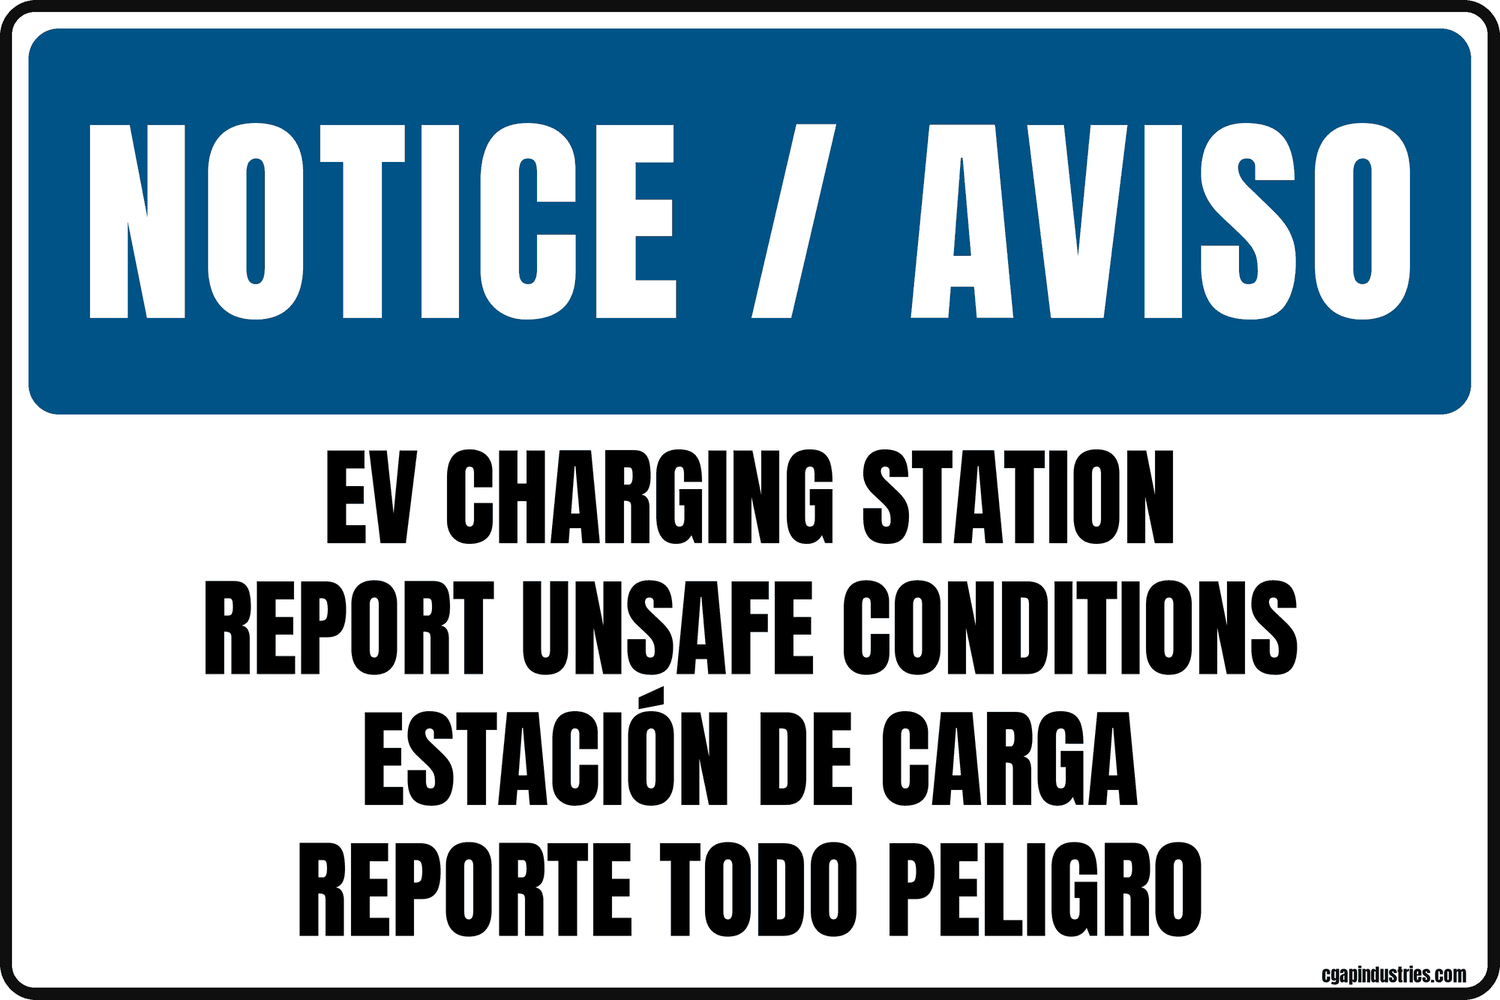 NOTICE / AVISO
EV CHARGING STATION
REPORT UNSAFE CONDITIONS
ESTACIÓN DE CARGA
REPORTE TODO PELIGRO
cgapindustries.com